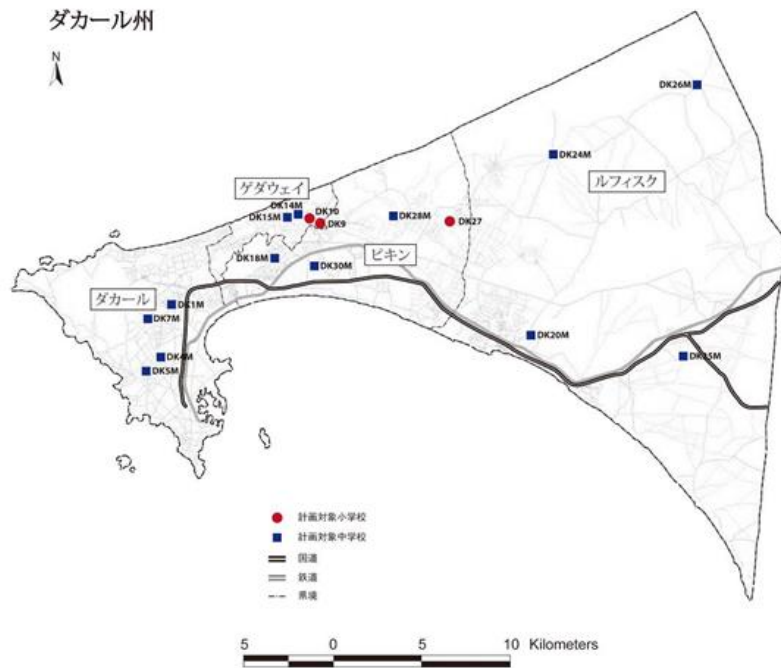 ダカール州
N
DK26M
DK24M
ルフィスク
ゲダウェイ
DK14M
DK10
DK15M
DK9
DK28M
DK27
DK18M
DK30M
ピキン
ダカール
DK1M
DK7M
DK4M
DK5M
DK20M
計画対象小学校
計画対象中学校
国道
鉄道
県境
5 0 5 10 Kilometers